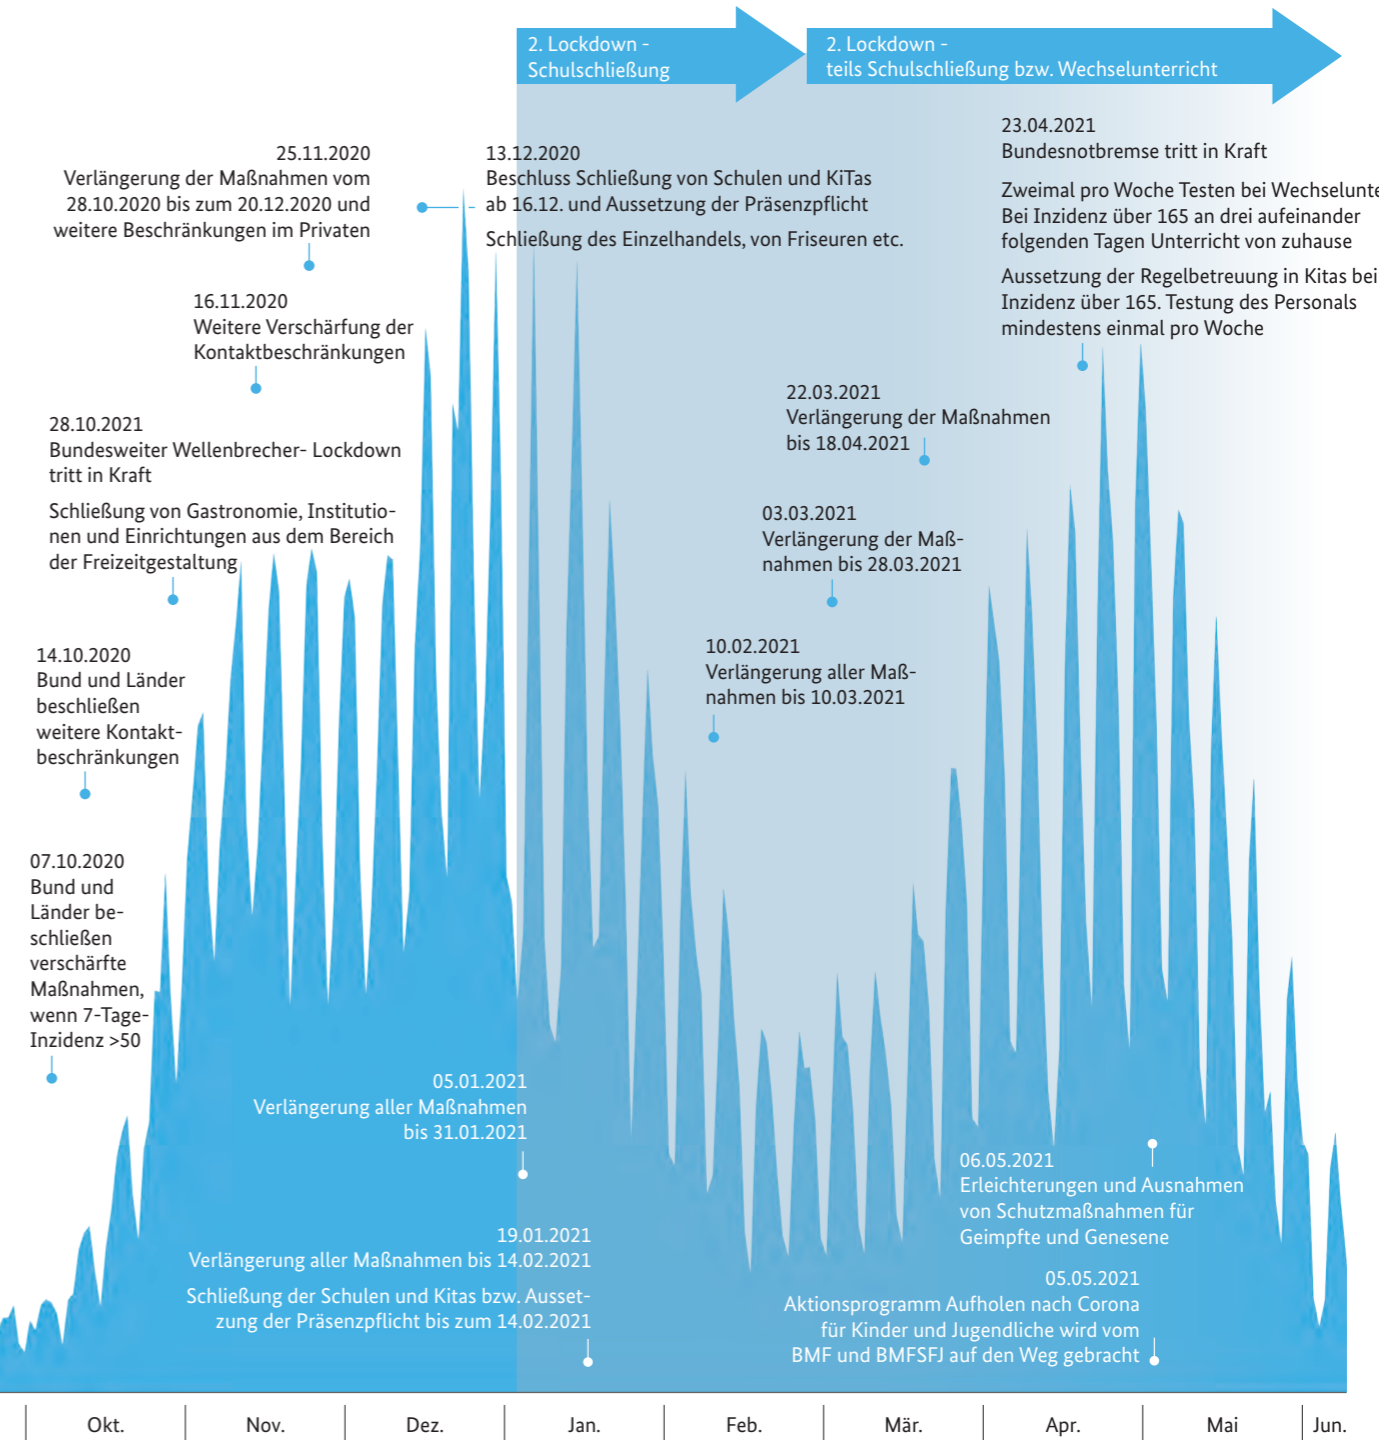 2. Lockdown -
Schulschließung
2. Lockdown -
teils Schulschließung bzw. Wechselunterricht
25.11.2020
Verlängerung der Maßnahmen vom
28.10.2020 bis zum 20.12.2020 und
weitere Beschränkungen im Privaten
13.12.2020
Beschluss Schließung von Schulen und KiTas
ab 16.12. und Aussetzung der Präsenzpflicht
Schließung des Einzelhandels, von Friseuren etc.
23.04.2021
Bundesnotbremse tritt in Kraft
Zweimal pro Woche Testen bei Wechselunte
Bei Inzidenz über 165 an drei aufeinander
folgenden Tagen Unterricht von zuhause
Aussetzung der Regelbetreuung in Kitas bei
Inzidenz über 165. Testung des Personals
mindestens einmal pro Woche
16.11.2020
Weitere Verschärfung der
Kontaktbeschränkungen
28.10.2021
Bundesweiter Wellenbrecher- Lockdown
tritt in Kraft
Schließung von Gastronomie, Institutio-
nen und Einrichtungen aus dem Bereich
der Freizeitgestaltung
22.03.2021
Verlängerung der Maßnahmen
bis 18.04.2021
03.03.2021
Verlängerung der Maß-
nahmen bis 28.03.2021
10.02.2021
Verlängerung aller Maß-
nahmen bis 10.03.2021
14.10.2020
Bund und Länder
beschließen
weitere Kontakt-
beschränkungen
07.10.2020
Bund und
Länder be-
schließen
verschärfte
Maßnahmen,
wenn 7-Tage-
Inzidenz >50
05.01.2021
Verlängerung aller Maßnahmen
bis 31.01.2021
19.01.2021
Verlängerung aller Maßnahmen bis 14.02.2021
Schließung der Schulen und Kitas bzw. Ausset-
zung der Präsenzpflicht bis zum 14.02.2021
06.05.2021
Erleichterungen und Ausnahmen
von Schutzmaßnahmen für
Geimpfte und Genesene
05.05.2021
Aktionsprogramm Aufholen nach Corona
für Kinder und Jugendliche wird vom
BMF und BMFSFJ auf den Weg gebracht
Okt. Nov. Dez. Jan. Feb. Mär. Apr. Mai Jun.